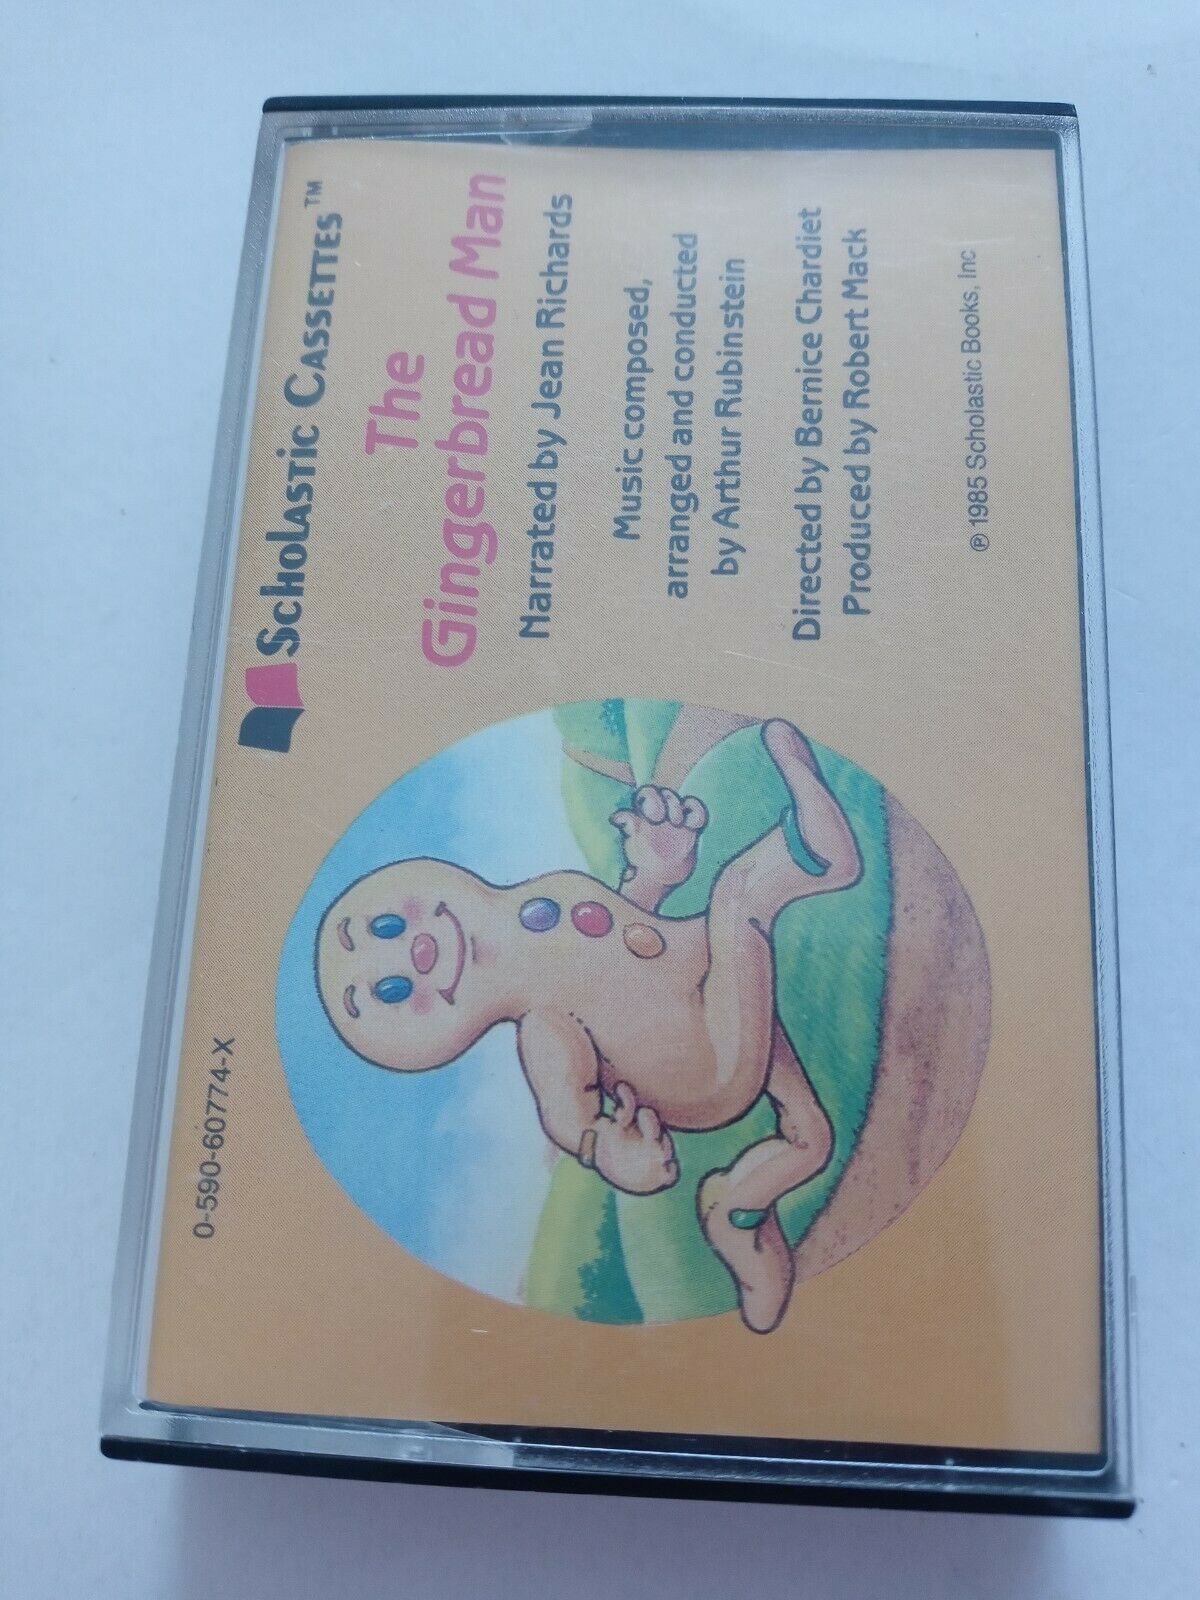 0-590-60774-X
SCHOLASTIC CASSETTES™
The
Gingerbread Man
Narrated by Jean Richards
Music composed,
arranged and conducted
by Arthur Rubinstein
Directed by Bernice Chardiet
Produced by Robert Mack
℗ 1985 Scholastic Books, Inc